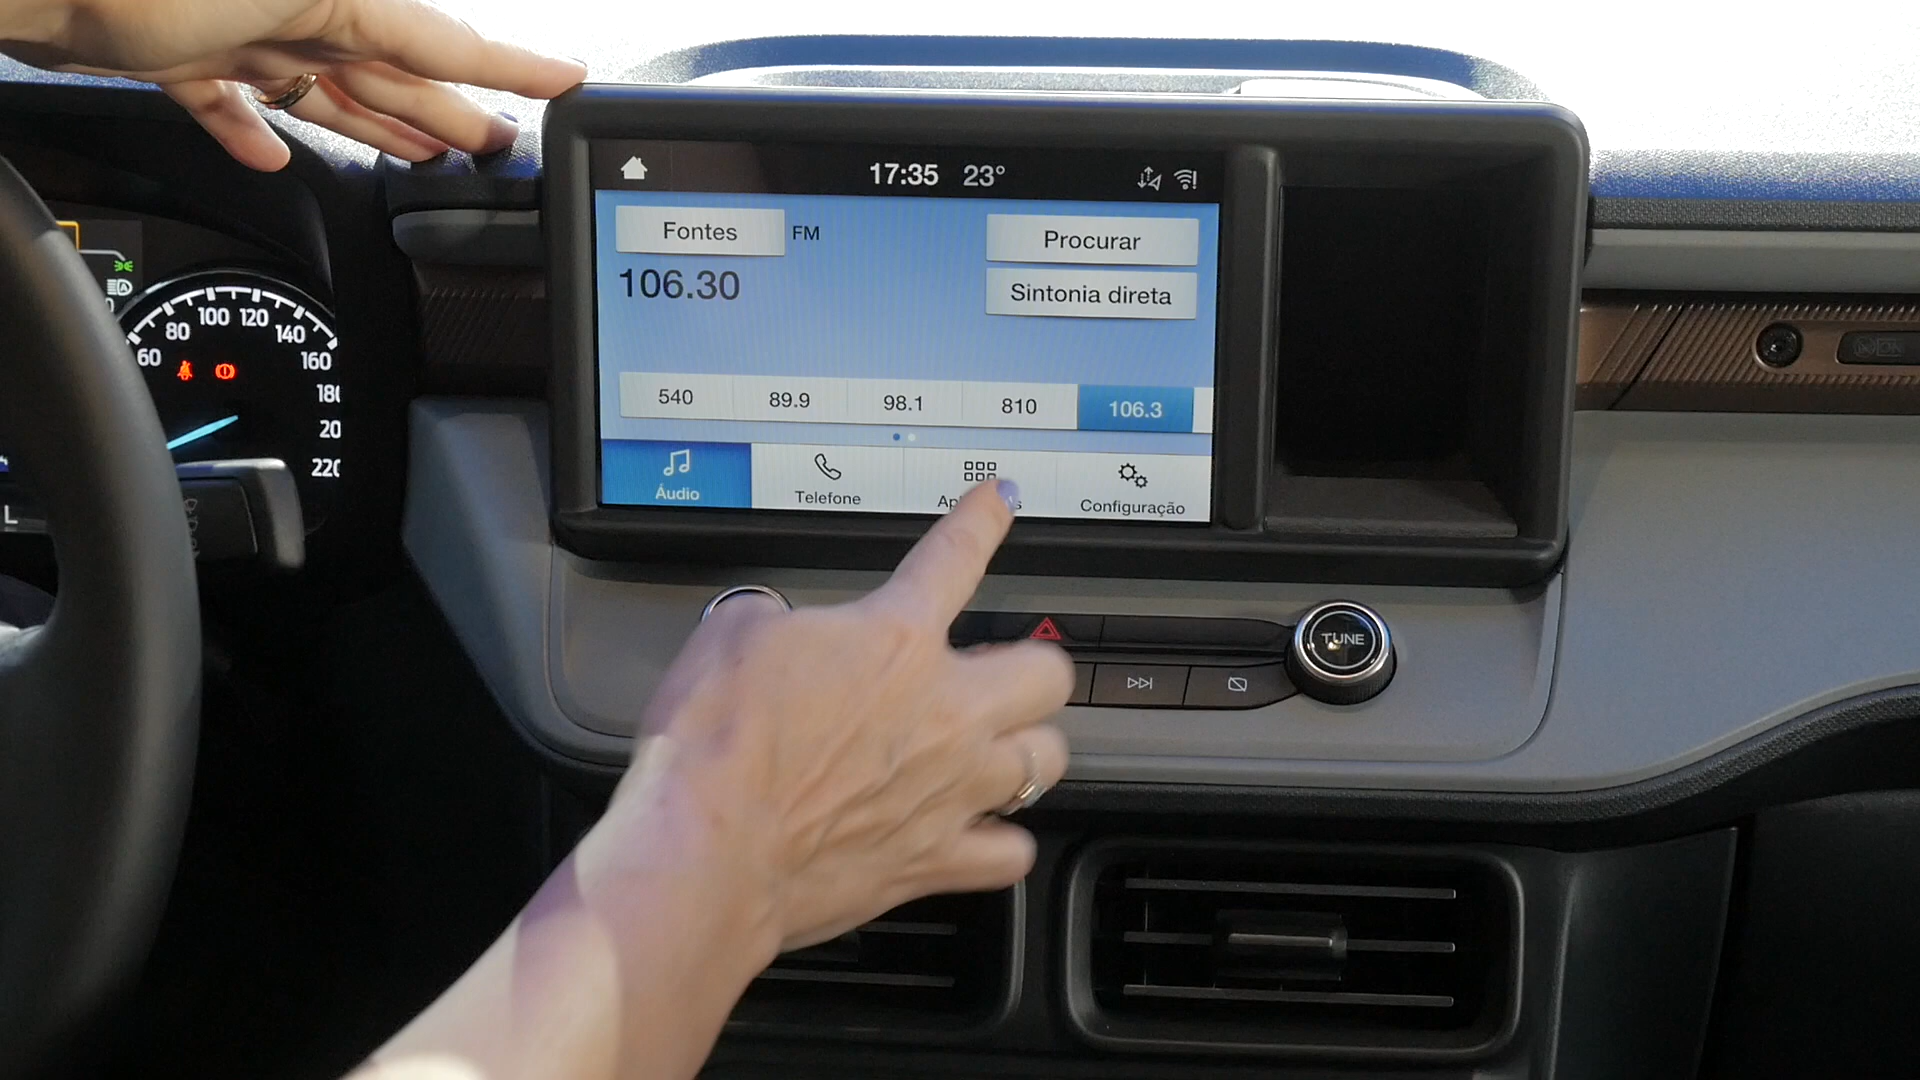 17:35 23°
Fontes FM Procurar
106.30
Sintonia direta
540 89.9 98.1 810 106.3
Áudio Telefone Configuração
60 80 100 120 140 160
220
L
TUNE